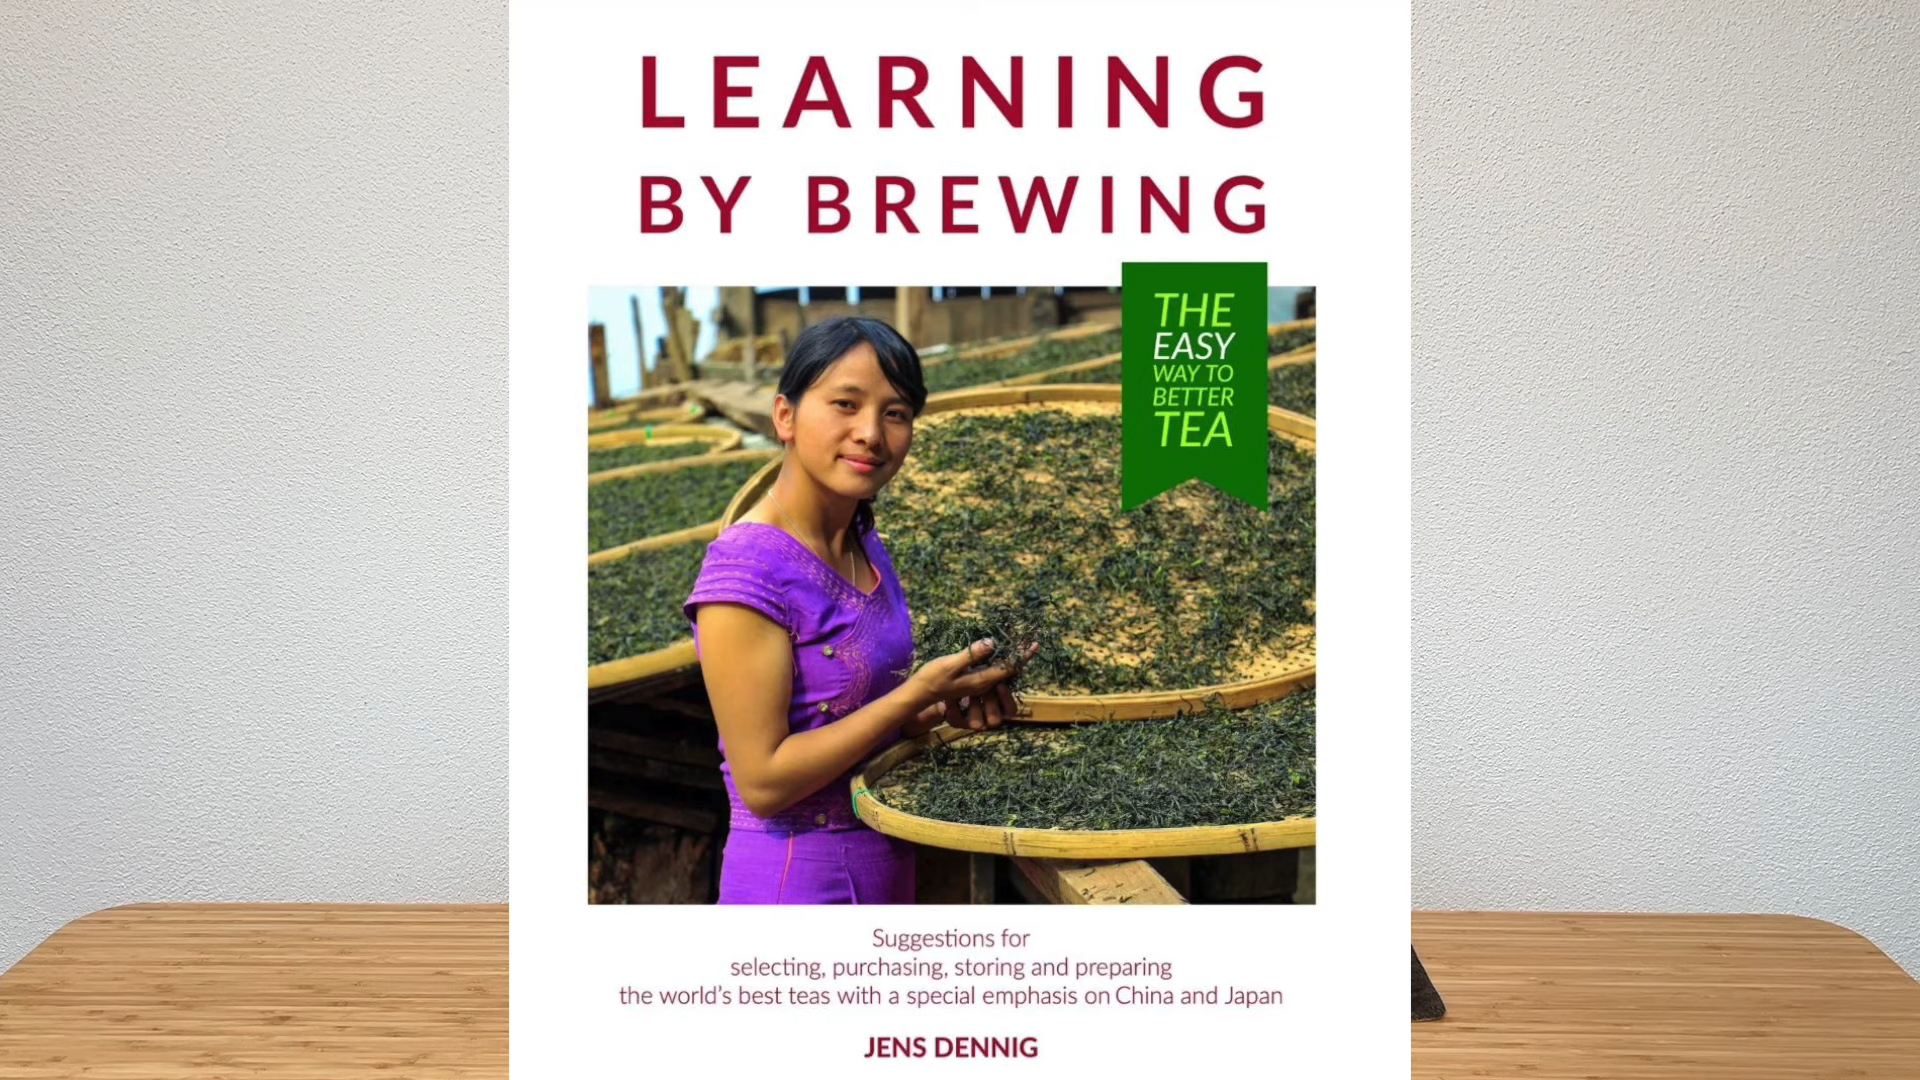 LEARNING
BY BREWING
THE
EASY
WAY TO
BETTER
TEA
Suggestions for
selecting, purchasing, storing and preparing
the world's best teas with a special emphasis on China and Japan
JENS DENNIG